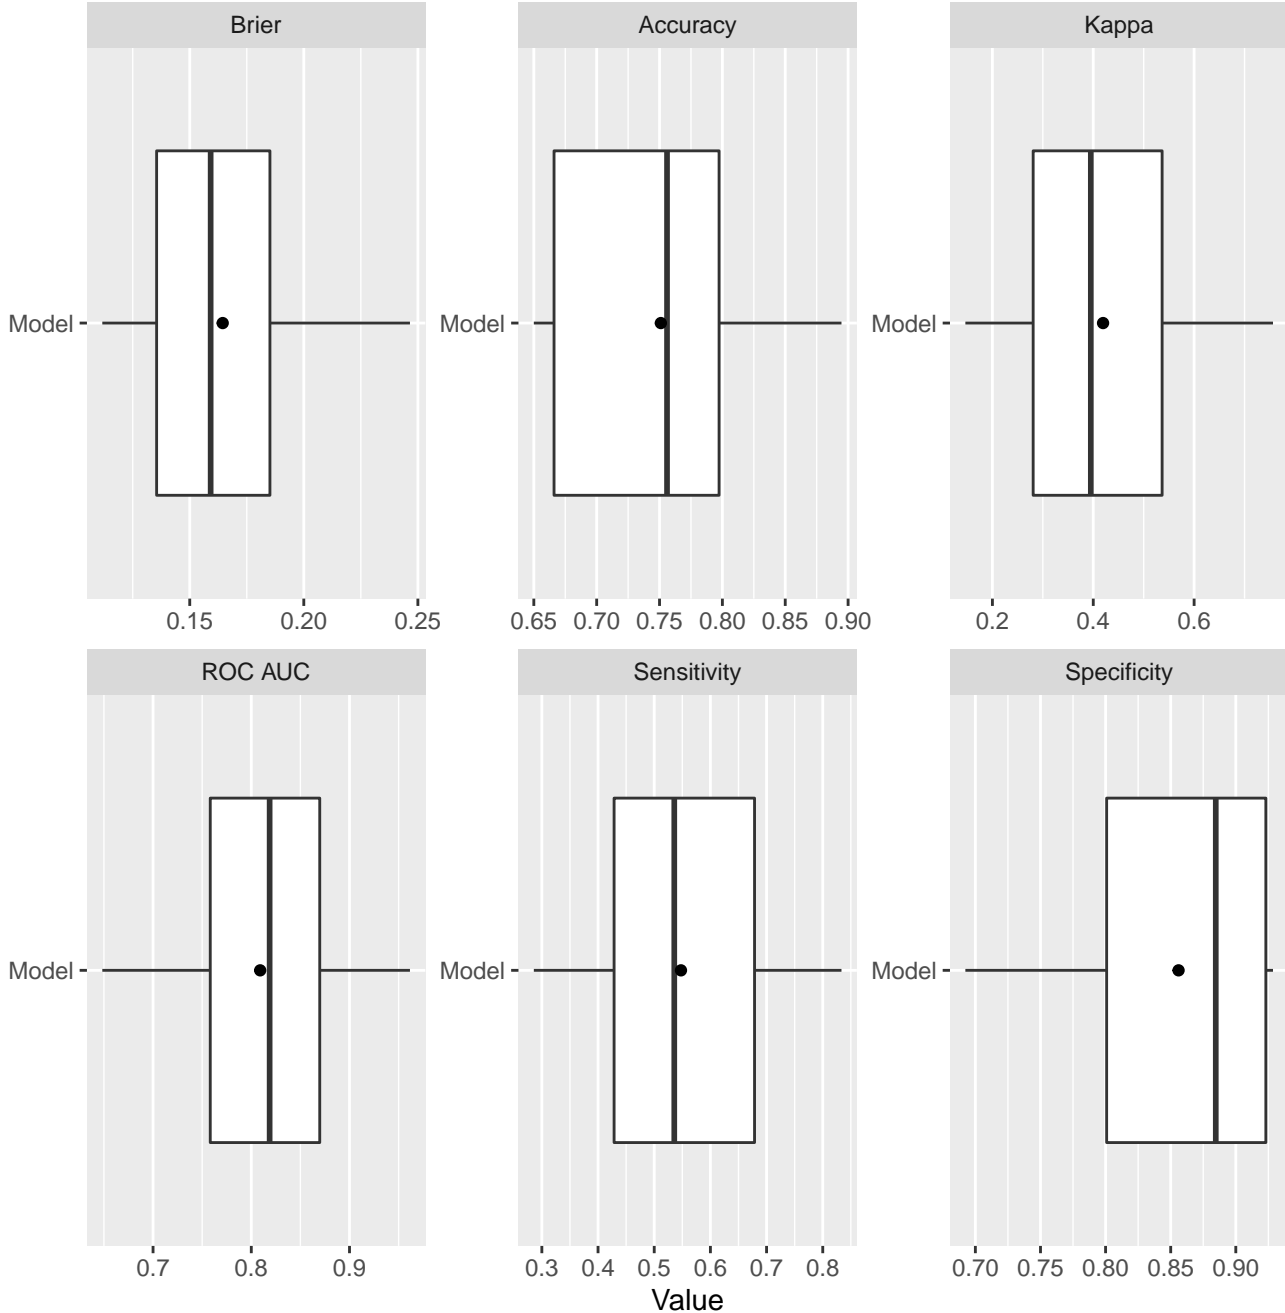 Brier Accuracy Kappa
Model Model Model
0.15 0.20 0.25 0.65 0.70 0.75 0.80 0.85 0.90 0.2 0.4 0.6
ROC AUC Sensitivity Specificity
Model Model Model
0.7 0.8 0.9 0.3 0.4 0.5 0.6 0.7 0.8 0.70 0.75 0.80 0.85 0.90
Value